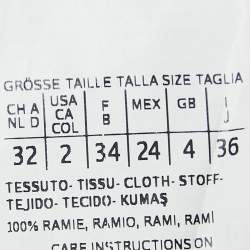 GRÖSSE TAILLE TALLA SIZE TAGLIA
CH A NL D USA CA COL F B MEX GB I J
32 2 34 24 4 36
TESSUTO- TISSU- CLOTH- STOFF-
TEJIDO- TECIDO- KUMAŞ
100% RAMIE, RAMIO, RAMI, RAMİ
CARE INSTRUCTIONS ON